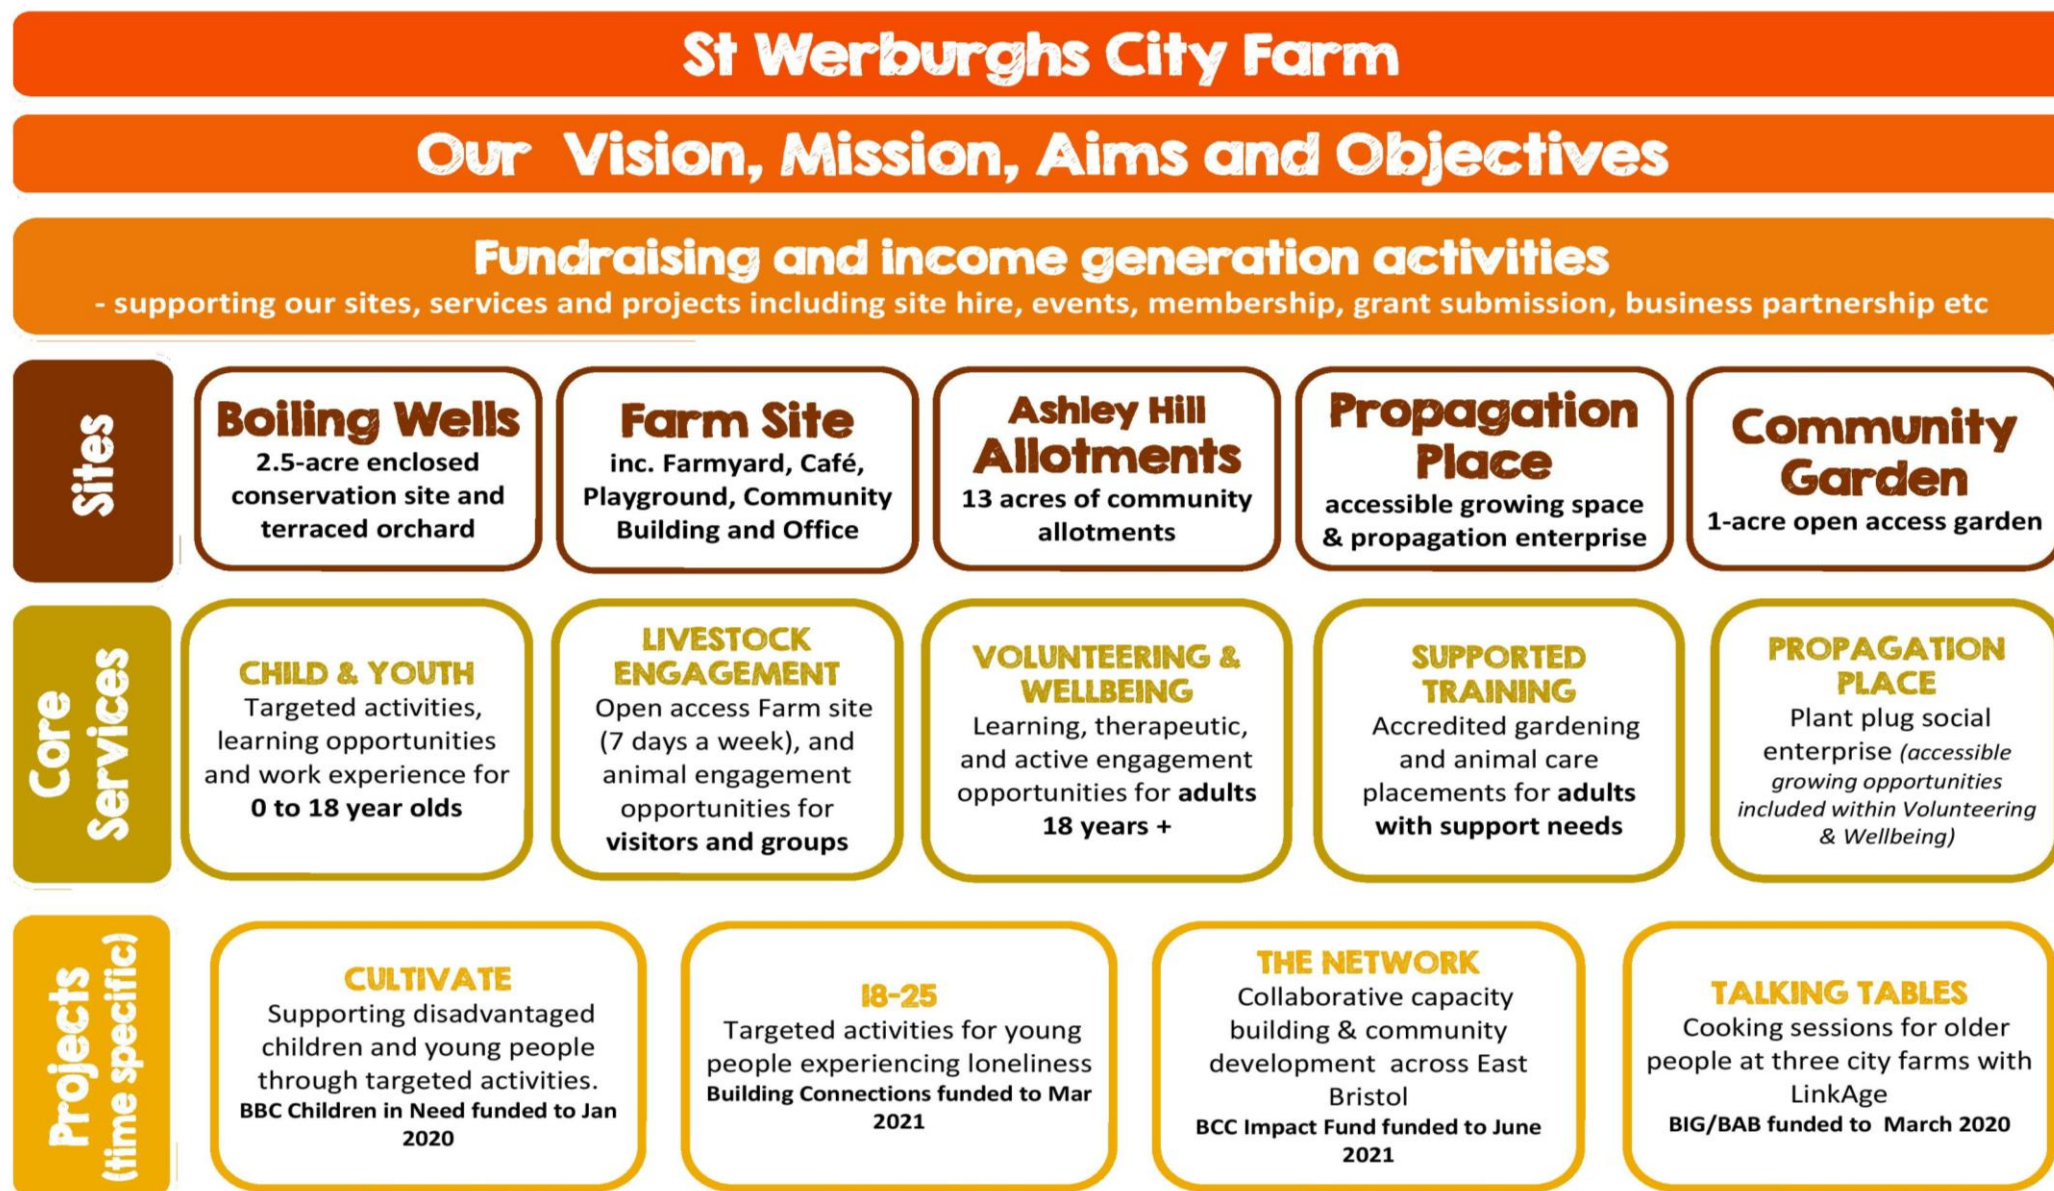 St Werburghs City Farm
Our Vision, Mission, Aims and Objectives
Fundraising and income generation activities
- supporting our sites, services and projects including site hire, events, membership, grant submission, business partnership etc
Sites
Boiling Wells
2.5-acre enclosed
conservation site and
terraced orchard
Farm Site
inc. Farmyard, Café,
Playground, Community
Building and Office
Ashley Hill
Allotments
13 acres of community
allotments
Propagation
Place
accessible growing space
& propagation enterprise
Community
Garden
1-acre open access garden
Core
Services
CHILD & YOUTH
Targeted activities,
learning opportunities
and work experience for
0 to 18 year olds
LIVESTOCK
ENGAGEMENT
Open access Farm site
(7 days a week), and
animal engagement
opportunities for
visitors and groups
VOLUNTEERING &
WELLBEING
Learning, therapeutic,
and active engagement
opportunities for adults
18 years +
SUPPORTED
TRAINING
Accredited gardening
and animal care
placements for adults
with support needs
PROPAGATION
PLACE
Plant plug social
enterprise (accessible
growing opportunities
included within Volunteering
& Wellbeing)
Projects
(time specific)
CULTIVATE
Supporting disadvantaged
children and young people
through targeted activities.
BBC Children in Need funded to Jan
2020
18-25
Targeted activities for young
people experiencing loneliness
Building Connections funded to Mar
2021
THE NETWORK
Collaborative capacity
building & community
development across East
Bristol
BCC Impact Fund funded to June
2021
TALKING TABLES
Cooking sessions for older
people at three city farms with
LinkAge
BIG/BAB funded to March 2020